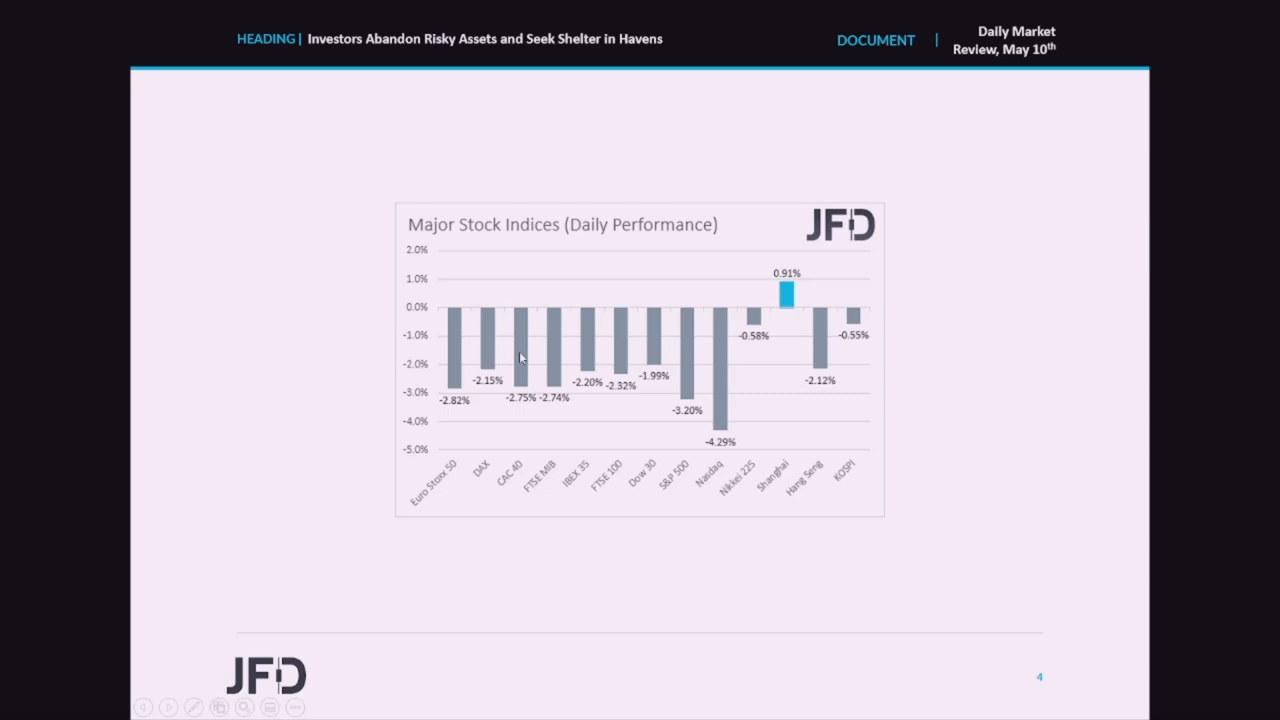 HEADING | Investors Abandon Risky Assets and Seek Shelter in Havens
DOCUMENT | Daily Market
Review, May 10th
Major Stock Indices (Daily Performance)
JFD
2.0%
1.0%
0.0%
-1.0%
-2.0%
-3.0%
-4.0%
-5.0%
-2.82%
-2.15%
-2.75%
-2.74%
-2.20%
-2.32%
-1.99%
-3.20%
-4.29%
-0.58%
0.91%
-2.12%
-0.55%
Euro Stoxx 50
DAX
CAC 40
FTSE MIB
IBEX 35
FTSE 100
Dow 30
S&P 500
Nasdaq
Nikkei 225
Shanghai
Hang Seng
KOSPI
JFD
4